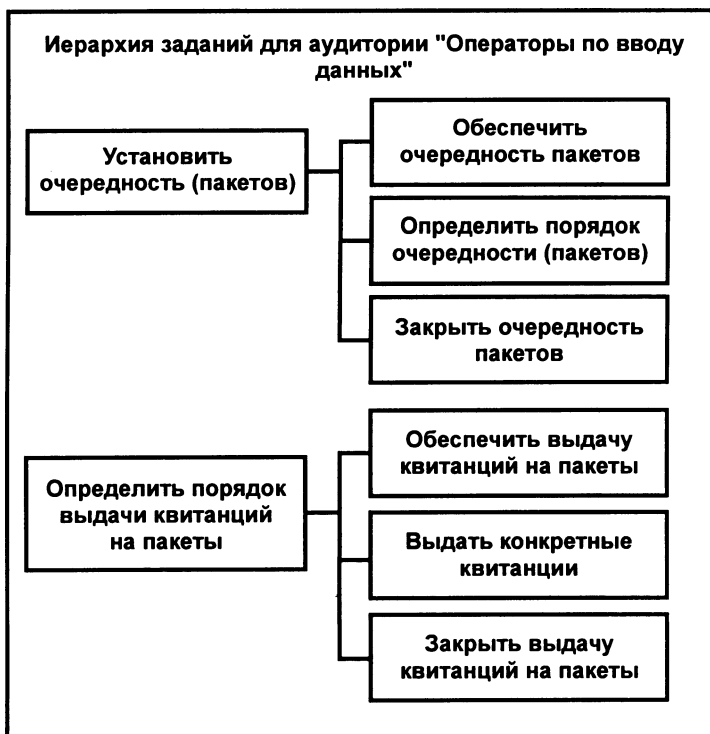 Иерархия заданий для аудитории "Операторы по вводу
данных"
Установить
очередность (пакетов)
Обеспечить
очередность пакетов
Определить порядок
очередности (пакетов)
Закрыть очередность
пакетов
Определить порядок
выдачи квитанций
на пакеты
Обеспечить выдачу
квитанций на пакеты
Выдать конкретные
квитанции
Закрыть выдачу
квитанций на пакеты